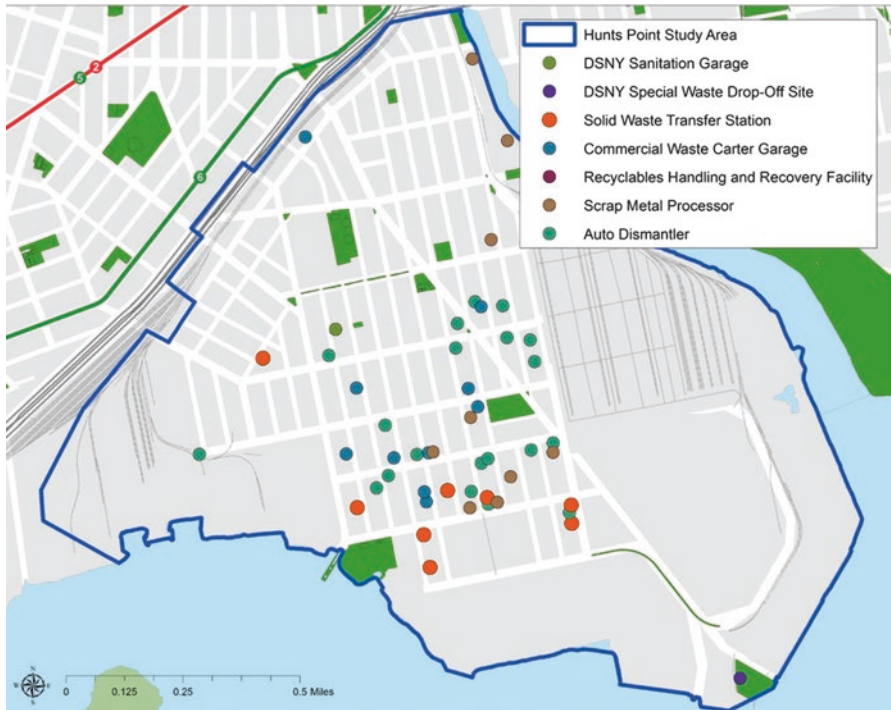 Hunts Point Study Area
DSNY Sanitation Garage
DSNY Special Waste Drop-Off Site
Solid Waste Transfer Station
Commercial Waste Carter Garage
Recyclables Handling and Recovery Facility
Scrap Metal Processor
Auto Dismantler
2
5
6
N
W E
S
0 0.125 0.25 0.5 Miles